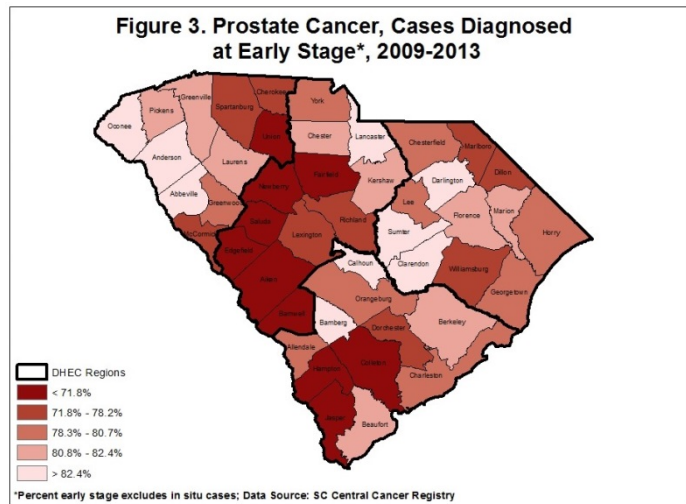 Figure 3. Prostate Cancer, Cases Diagnosed
at Early Stage*, 2009-2013
Cherokee
York
Greenville
Spartanburg
Pickens
Oconee
Union
Chester
Lancaster
Chesterfield
Marlboro
Anderson
Laurens
Dillon
Fairfield
Kershaw
Darlington
Newberry
Abbeville
Greenwood
Lee
Marion
Florence
Saluda
Richland
McCormick
Lexington
Sumter
Horry
Edgefield
Calhoun
Clarendon
Williamsburg
Aiken
Orangeburg
Georgetown
Barnwell
Bamberg
Berkeley
Dorchester
Allendale
Colleton
Hampton
Charleston
Jasper
Beaufort
DHEC Regions
< 71.8%
71.8% - 78.2%
78.3% - 80.7%
80.8% - 82.4%
> 82.4%
*Percent early stage excludes in situ cases; Data Source: SC Central Cancer Registry